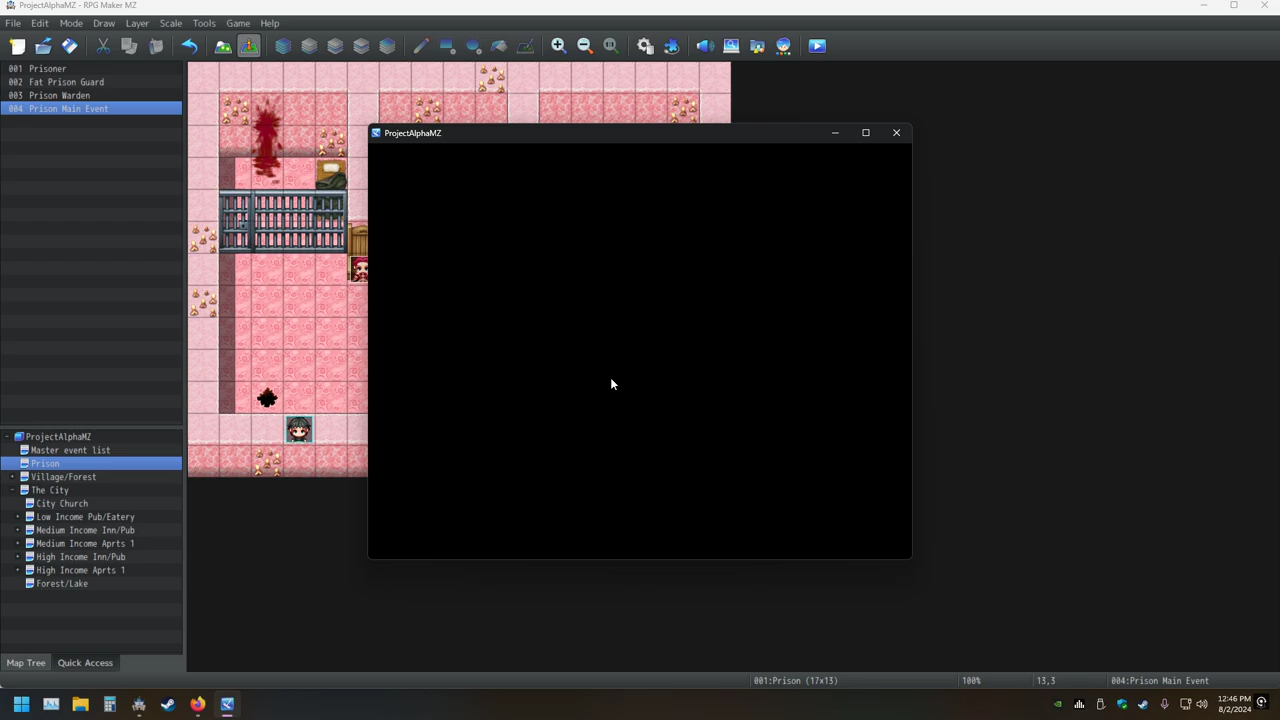 ProjectAlphaMZ - RPG Maker MZ
File Edit Mode Draw Layer Scale Tools Game Help
001 Prisoner
002 Fat Prison Guard
003 Prison Warden
004 Prison Main Event
ProjectAlphaMZ
ProjectAlphaMZ
Master event list
Prison
Village/Forest
The City
City Church
Low Income Pub/Eatery
Medium Income Inn/Pub
Medium Income Aprts 1
High Income Inn/Pub
High Income Aprts 1
Forest/Lake
Map Tree Quick Access
001:Prison (17x13) 100% 13,3 004:Prison Main Event
12:46 PM
8/2/2024